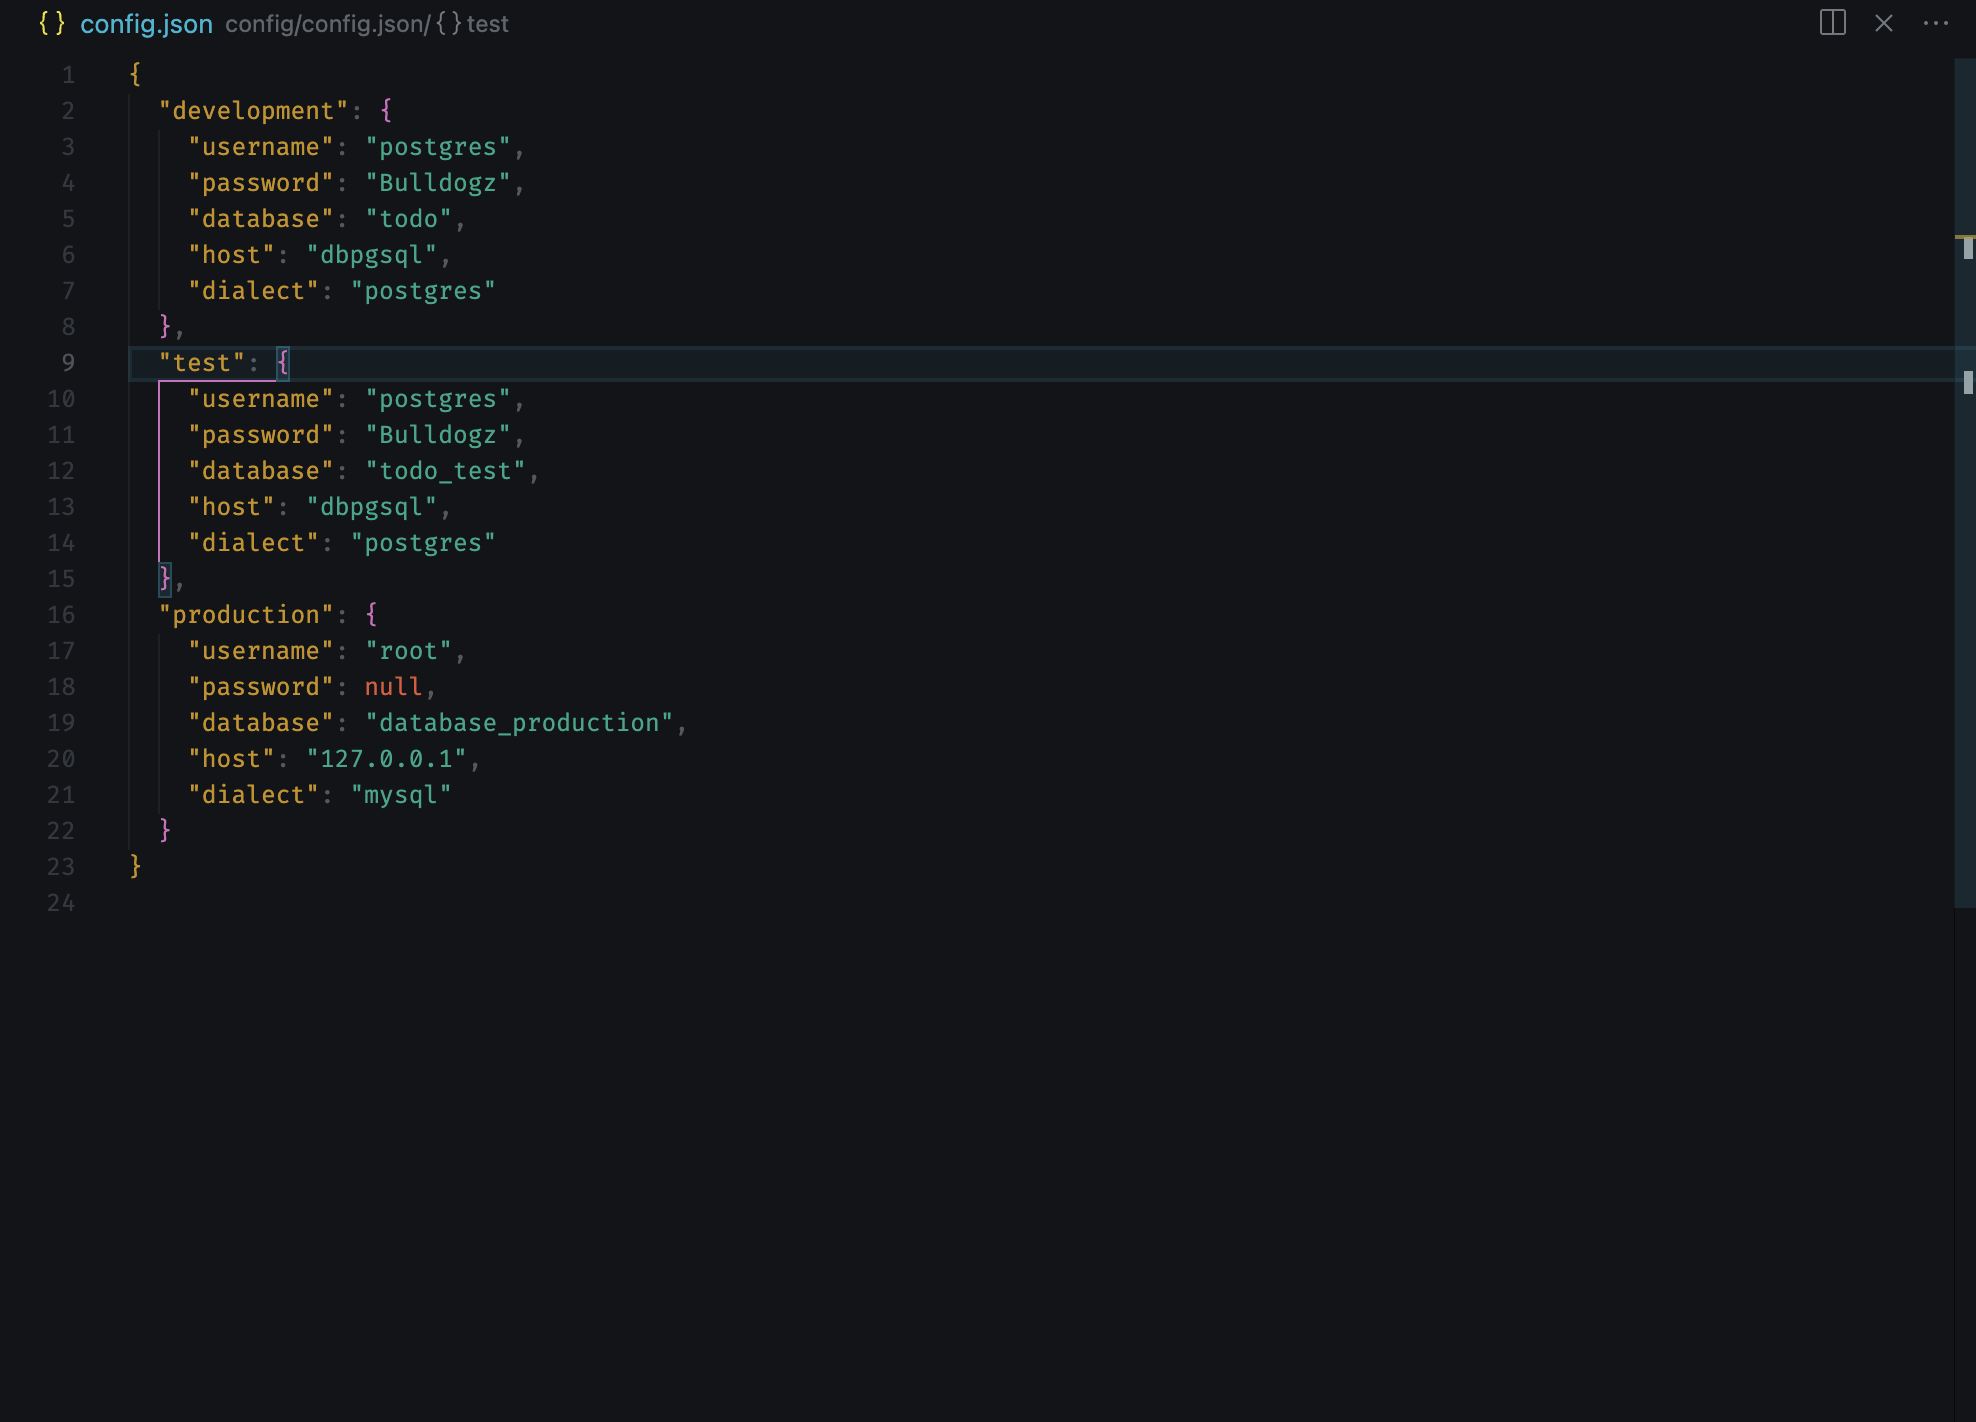 { } config.json config/config.json/{ } test
1 {
2 "development": {
3 "username": "postgres",
4 "password": "Bulldogz",
5 "database": "todo",
6 "host": "dbpgsql",
7 "dialect": "postgres"
8 },
9 "test": {
10 "username": "postgres",
11 "password": "Bulldogz",
12 "database": "todo_test",
13 "host": "dbpgsql",
14 "dialect": "postgres"
15 },
16 "production": {
17 "username": "root",
18 "password": null,
19 "database": "database_production",
20 "host": "127.0.0.1",
21 "dialect": "mysql"
22 }
23 }
24